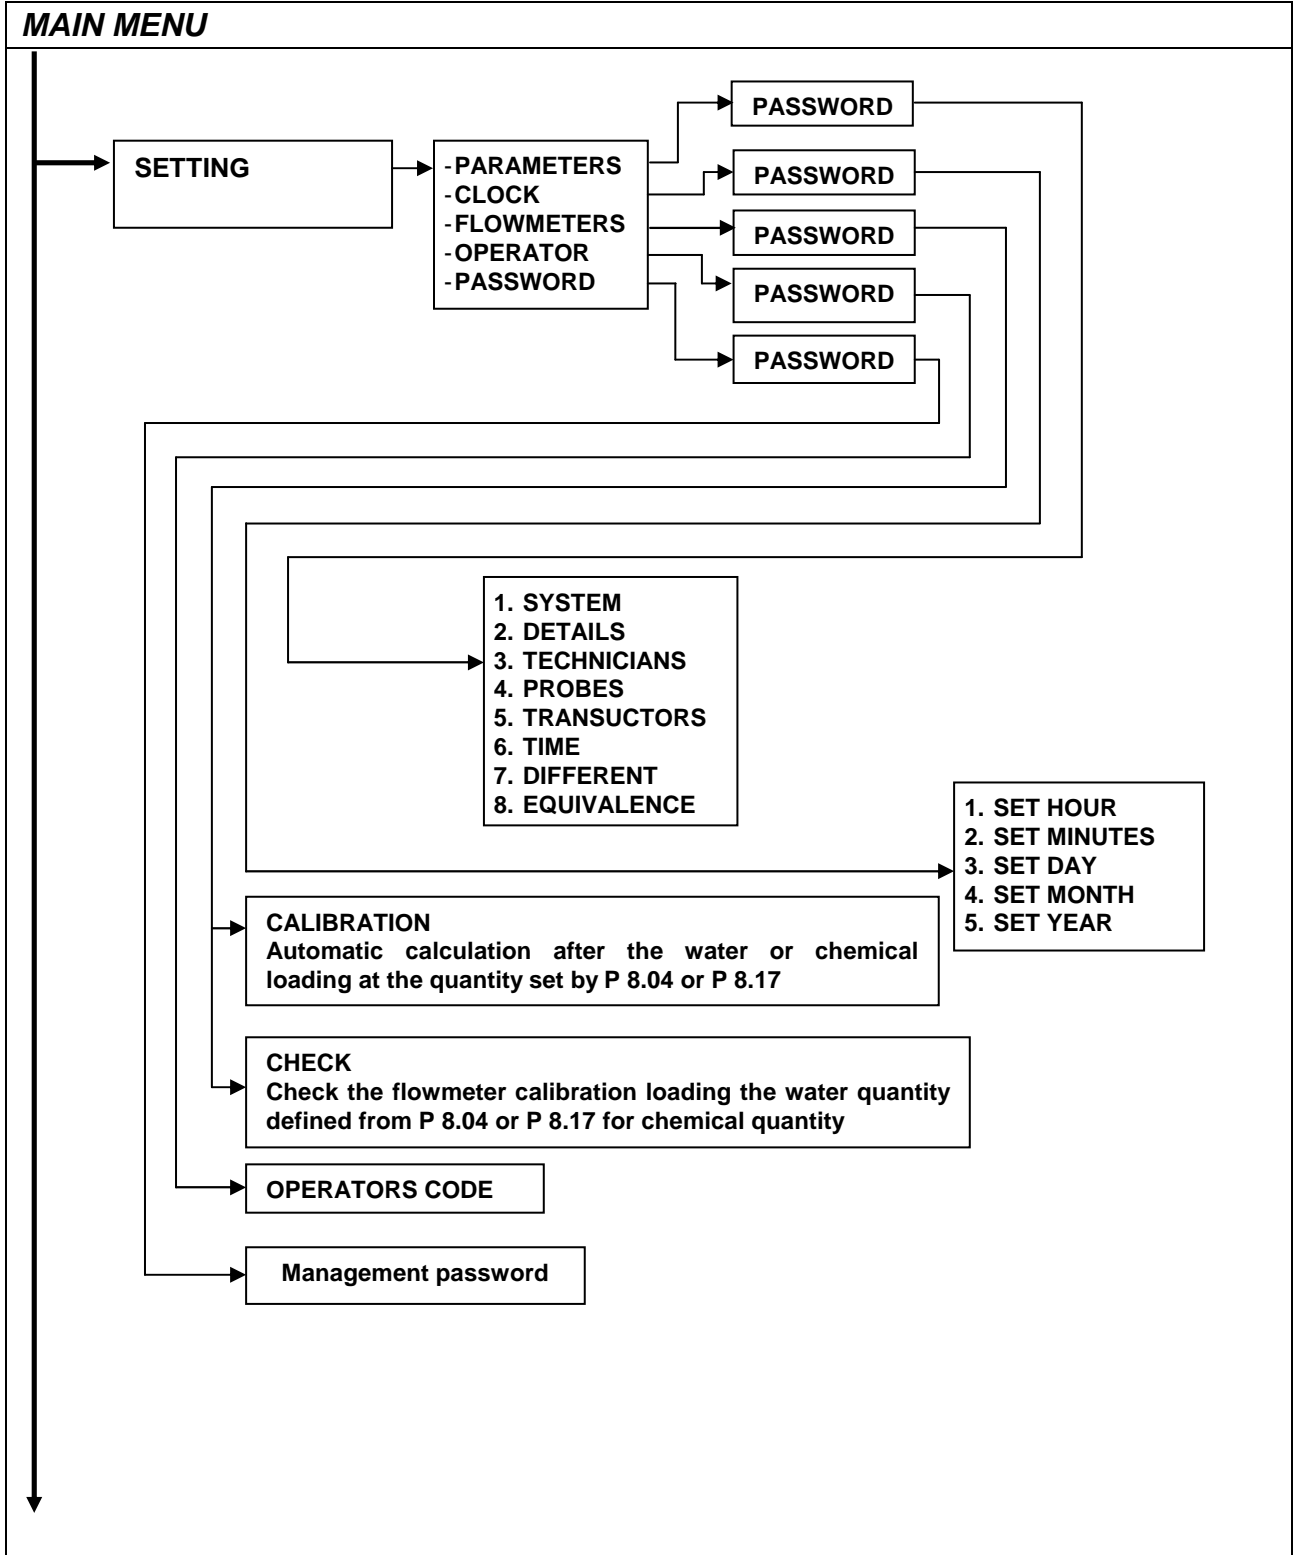 MAIN MENU
SETTING
-PARAMETERS
-CLOCK
-FLOWMETERS
-OPERATOR
-PASSWORD
PASSWORD
PASSWORD
PASSWORD
PASSWORD
PASSWORD
1. SYSTEM
2. DETAILS
3. TECHNICIANS
4. PROBES
5. TRANSUCTORS
6. TIME
7. DIFFERENT
8. EQUIVALENCE
1. SET HOUR
2. SET MINUTES
3. SET DAY
4. SET MONTH
5. SET YEAR
CALIBRATION
Automatic calculation after the water or chemical
loading at the quantity set by P 8.04 or P 8.17
CHECK
Check the flowmeter calibration loading the water quantity
defined from P 8.04 or P 8.17 for chemical quantity
OPERATORS CODE
Management password